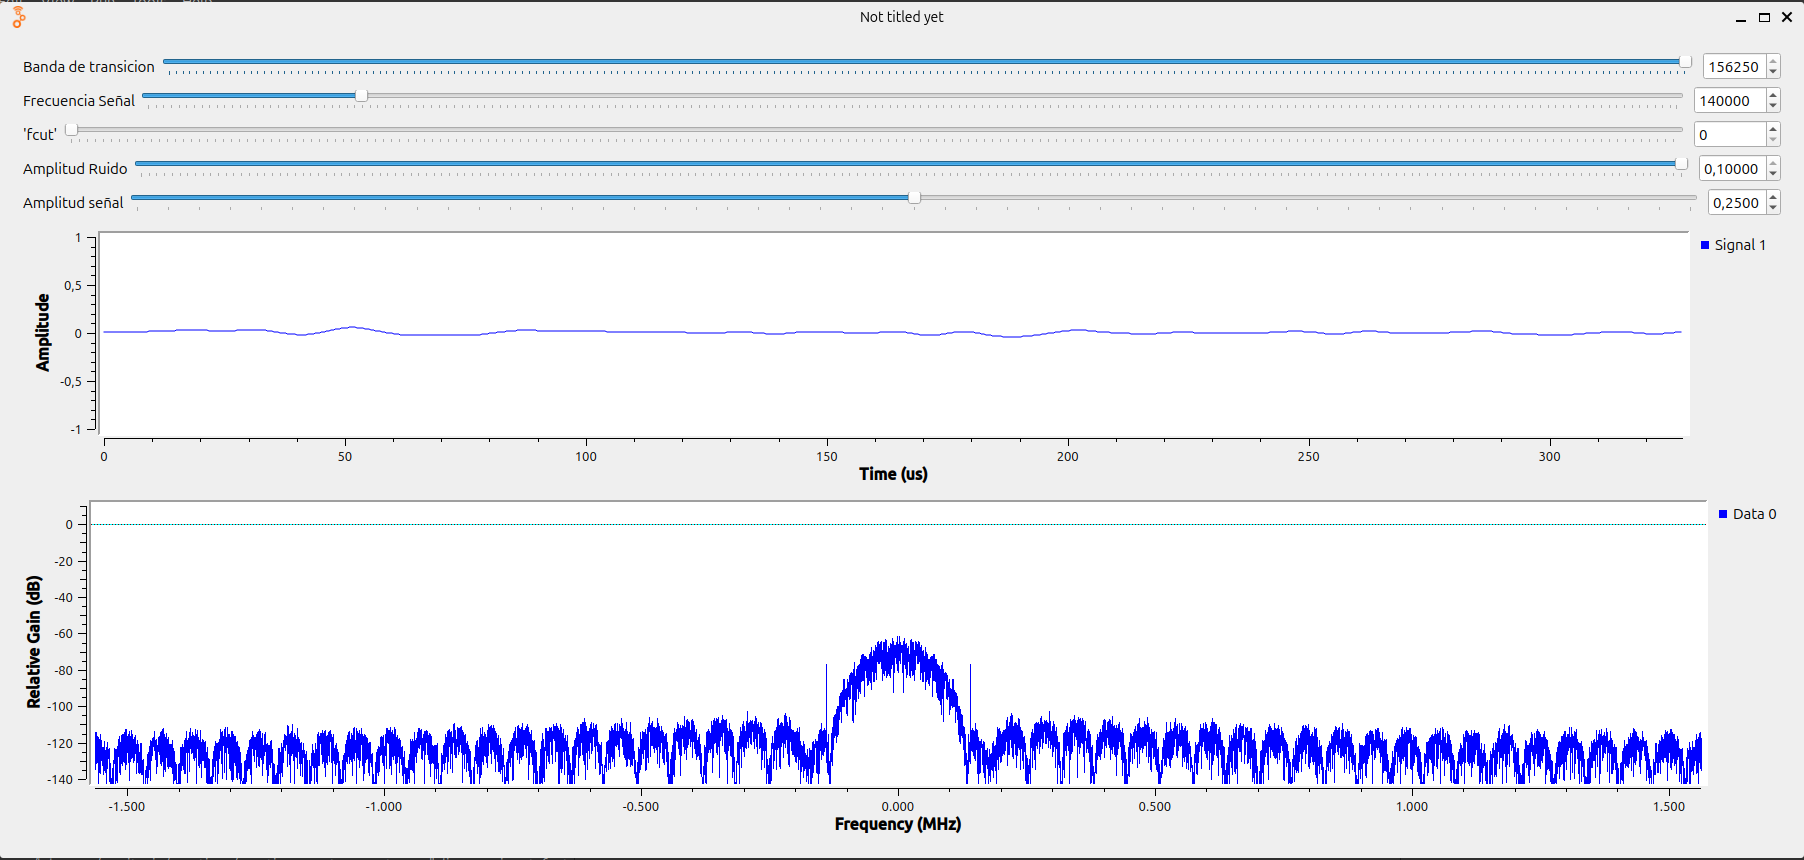 Not titled yet
Banda de transicion 156250
Frecuencia Señal 140000
'fcut' 0
Amplitud Ruido 0,10000
Amplitud señal 0,2500
Signal 1
1
0,5
0
-0,5
-1
Amplitude
0 50 100 150 200 250 300
Time (us)
Data 0
0
-20
-40
-60
-80
-100
-120
-140
Relative Gain (dB)
-1.500 -1.000 -0.500 0.000 0.500 1.000 1.500
Frequency (MHz)